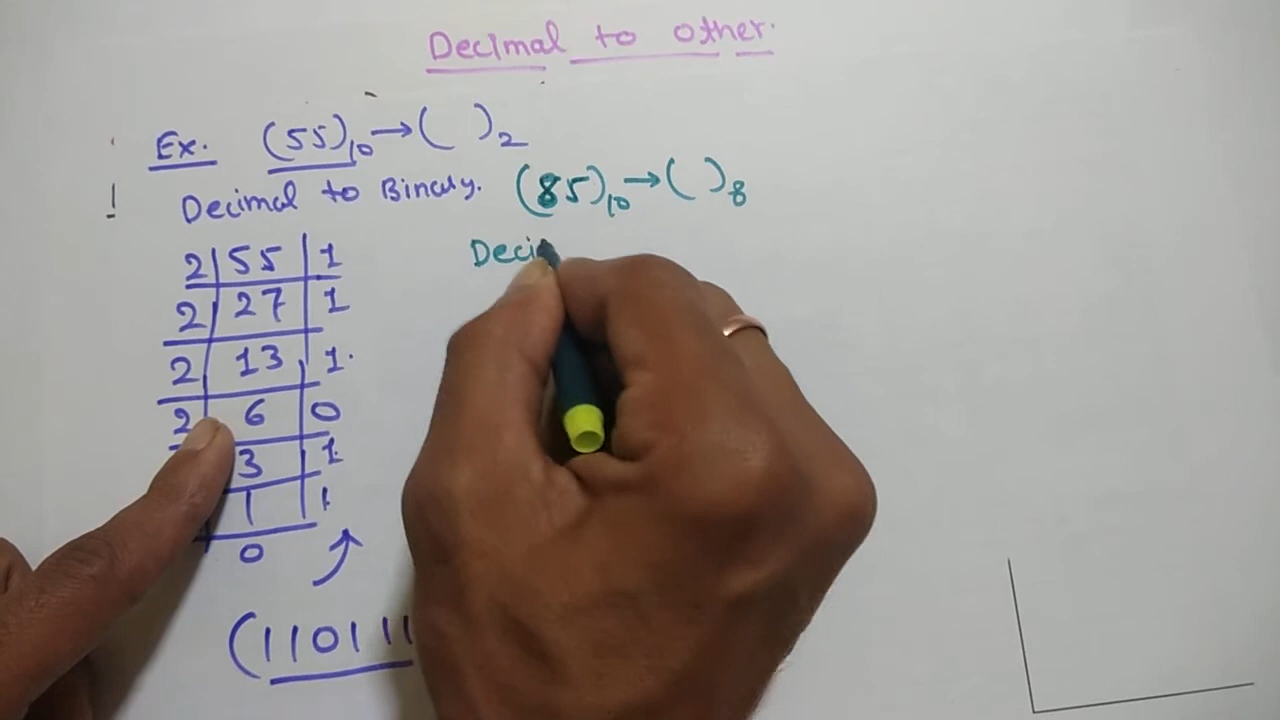 Decimal to other.
Ex. (55)10 → ( )2
Decimal to Binary.
2 55 1
2 27 1
2 13 1.
2 6 0
3 1
1 1
0
(110111
(85)10 → ( )8
Deci